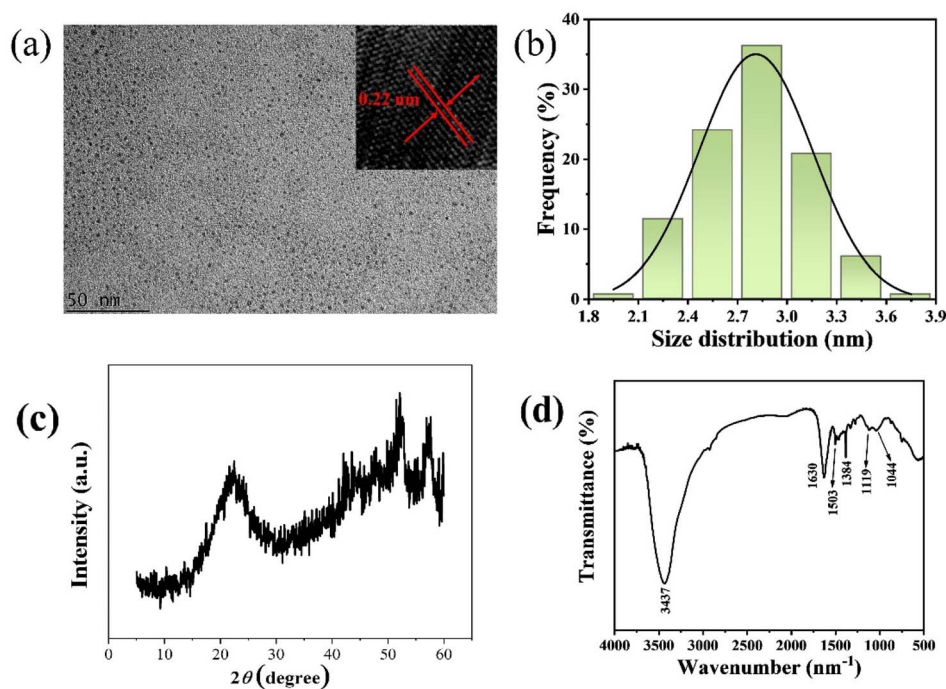 (a)
0.22 nm
50 nm
(b)
Frequency (%)
40
30
20
10
0
1.8 2.1 2.4 2.7 3.0 3.3 3.6 3.9
Size distribution (nm)
(c)
Intensity (a.u.)
0 10 20 30 40 50 60
2θ (degree)
(d)
Transmittance (%)
3437
1630
1503
1384
1119
1044
4000 3500 3000 2500 2000 1500 1000 500
Wavenumber (nm⁻¹)